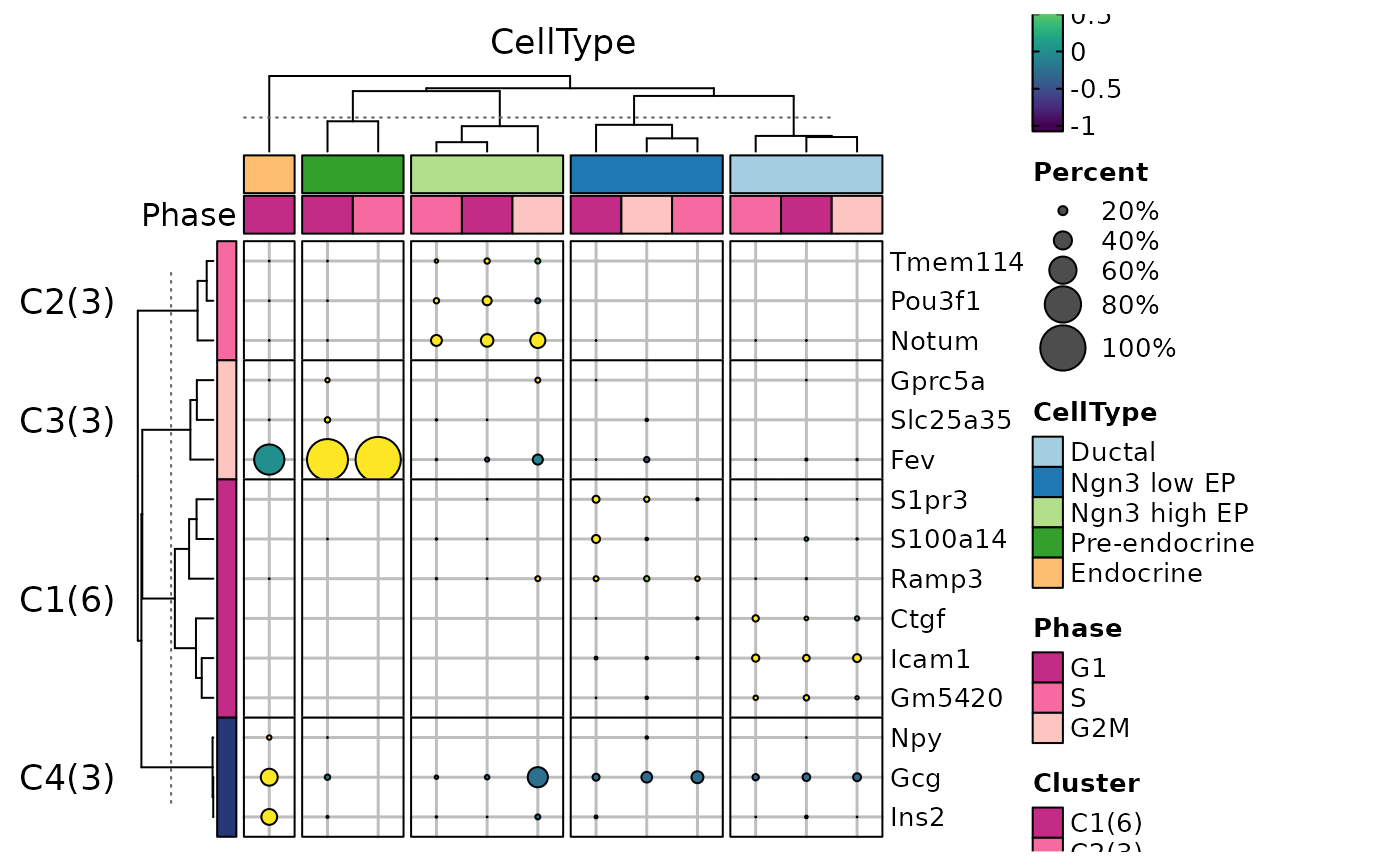 CellType
Phase
C2(3)
C3(3)
C1(6)
C4(3)
Tmem114
Pou3f1
Notum
Gprc5a
Slc25a35
Fev
S1pr3
S100a14
Ramp3
Ctgf
Icam1
Gm5420
Npy
Gcg
Ins2
0.5
0
-0.5
-1
Percent
20%
40%
60%
80%
100%
CellType
Ductal
Ngn3 low EP
Ngn3 high EP
Pre-endocrine
Endocrine
Phase
G1
S
G2M
Cluster
C1(6)
C2(3)